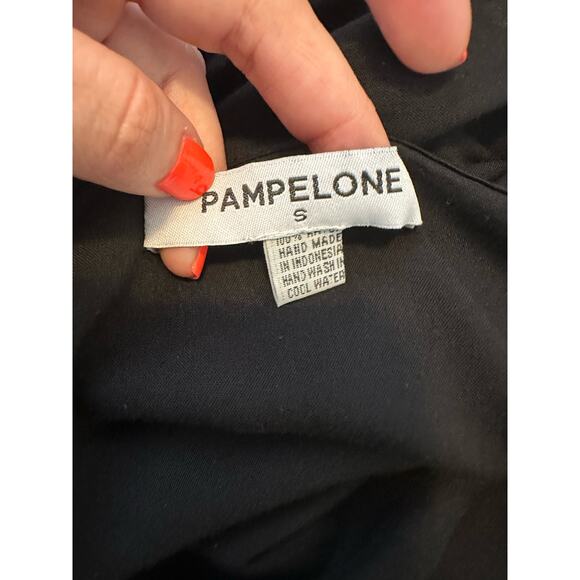 PAMPELONE
S
100%
HAND MADE
IN INDONESIA
HAND WASH IN
COOL WATER